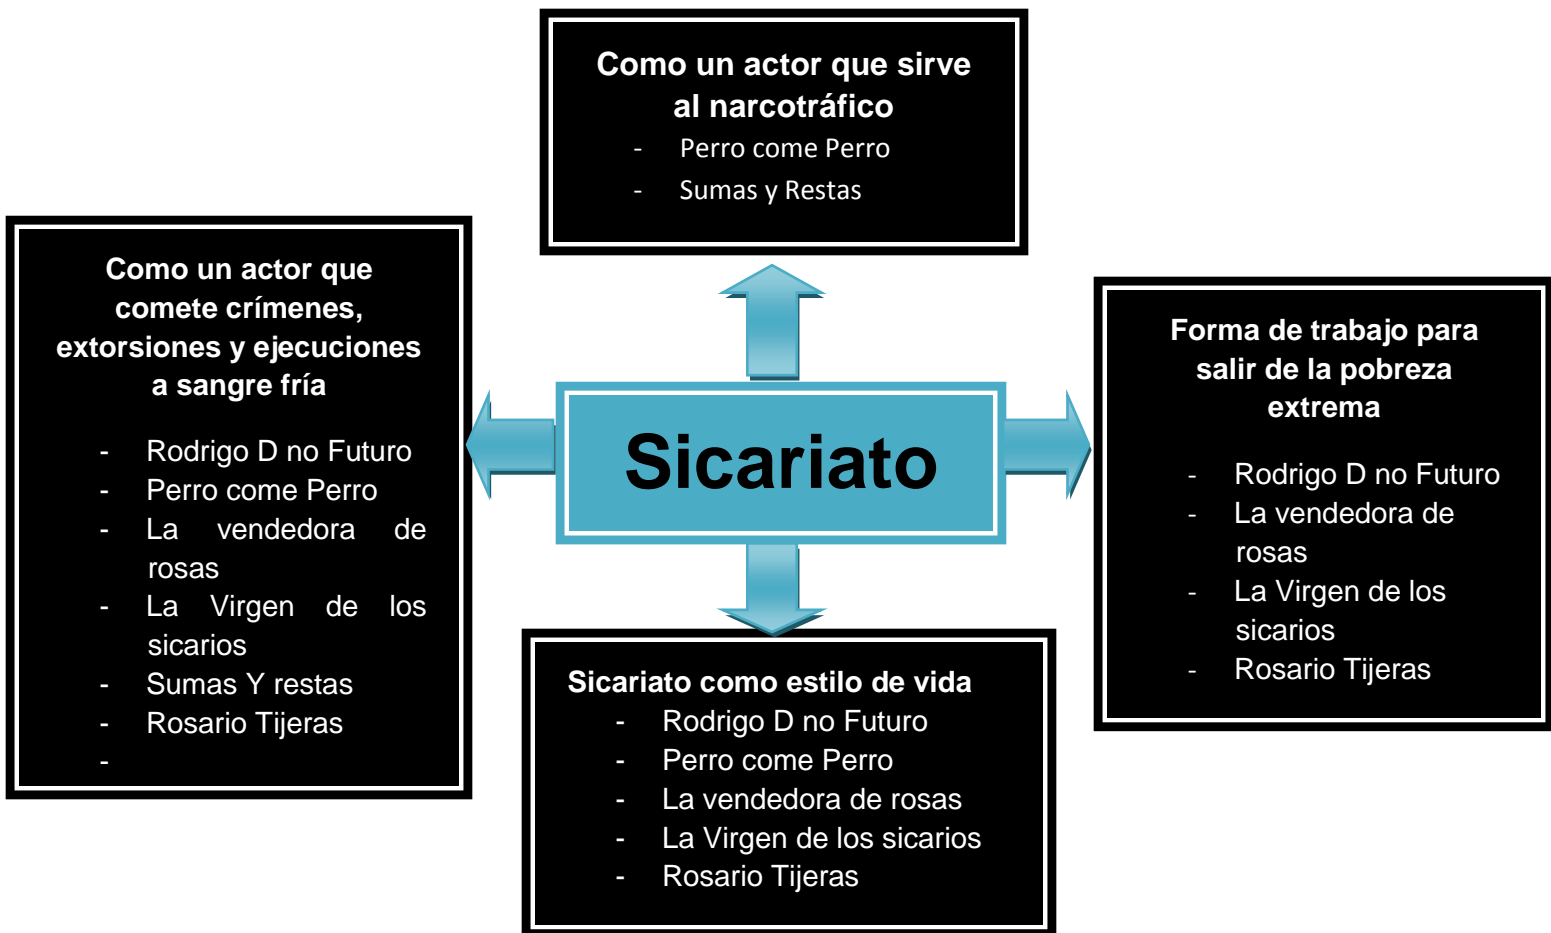 Como un actor que sirve
al narcotráfico
- Perro come Perro
- Sumas y Restas
Como un actor que
comete crímenes,
extorsiones y ejecuciones
a sangre fría
- Rodrigo D no Futuro
- Perro come Perro
- La vendedora de
rosas
- La Virgen de los
sicarios
- Sumas Y restas
- Rosario Tijeras
-
Sicariato
Forma de trabajo para
salir de la pobreza
extrema
- Rodrigo D no Futuro
- La vendedora de
rosas
- La Virgen de los
sicarios
- Rosario Tijeras
Sicariato como estilo de vida
- Rodrigo D no Futuro
- Perro come Perro
- La vendedora de rosas
- La Virgen de los sicarios
- Rosario Tijeras